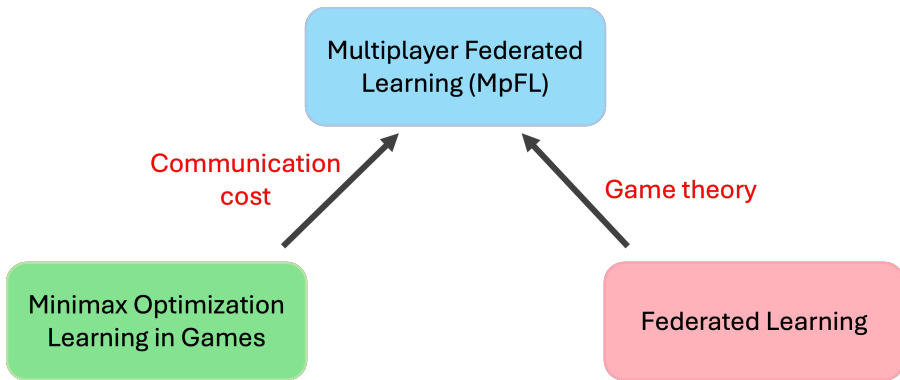 Multiplayer Federated
Learning (MpFL)
Communication
cost
Game theory
Minimax Optimization
Learning in Games
Federated Learning